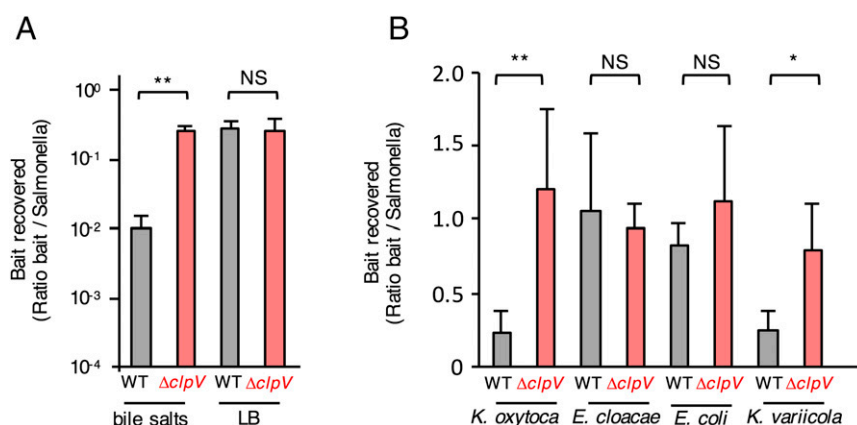 A
Bait recovered
(Ratio bait / Salmonella)
10⁰
10⁻¹
10⁻²
10⁻³
10⁻⁴
** NS
WT ΔclpV WT ΔclpV
bile salts LB
B
Bait recovered
(Ratio bait / Salmonella)
2.0
1.5
1.0
0.5
0
** NS NS *
WT ΔclpV WT ΔclpV WT ΔclpV WT ΔclpV
K. oxytoca E. cloacae E. coli K. variicola